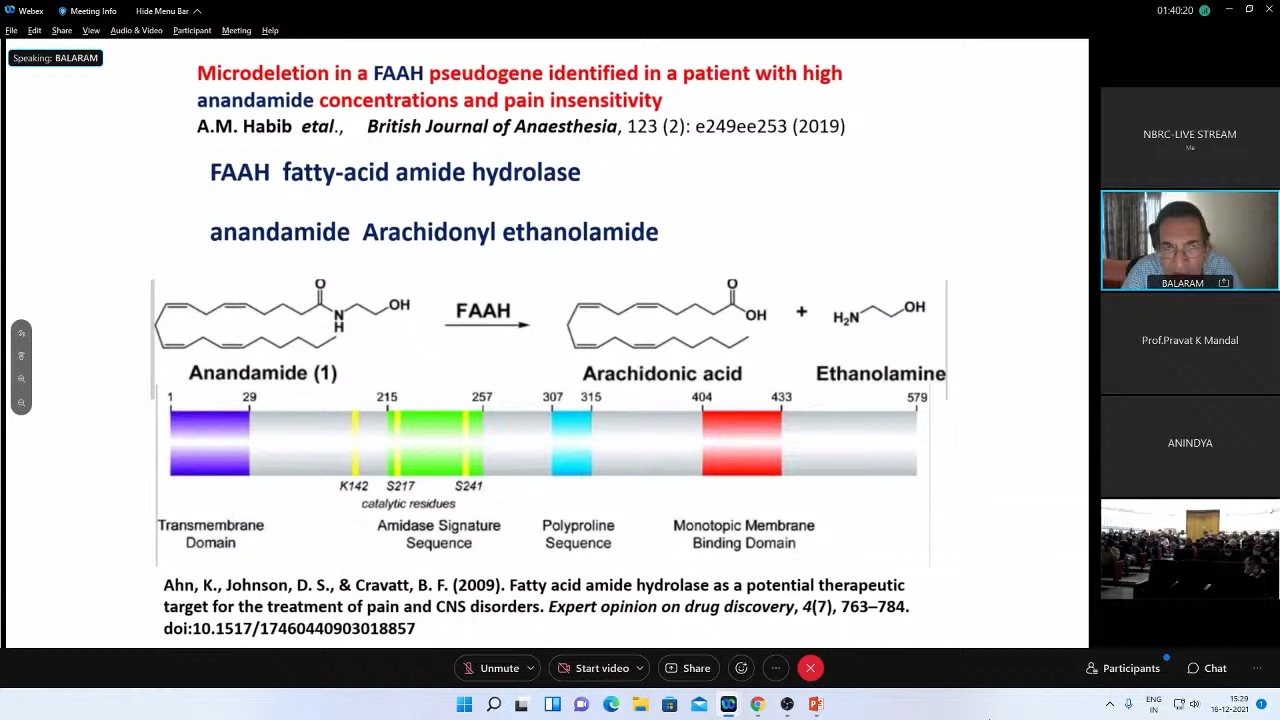 Webex
Meeting Info
Hide Menu Bar
01:40:20
File Edit Share View Audio & Video Participant Meeting Help
Speaking: BALARAM
Microdeletion in a FAAH pseudogene identified in a patient with high
anandamide concentrations and pain insensitivity
A.M. Habib etal., British Journal of Anaesthesia, 123 (2): e249ee253 (2019)
FAAH fatty-acid amide hydrolase
anandamide Arachidonyl ethanolamide
O
N
H
OH
FAAH
O
OH
+
H₂N
OH
Anandamide (1)
Arachidonic acid
Ethanolamine
1 29 215 257 307 315 404 433 579
K142 S217 S241
catalytic residues
Transmembrane
Domain
Amidase Signature
Sequence
Polyproline
Sequence
Monotopic Membrane
Binding Domain
Ahn, K., Johnson, D. S., & Cravatt, B. F. (2009). Fatty acid amide hydrolase as a potential therapeutic
target for the treatment of pain and CNS disorders. Expert opinion on drug discovery, 4(7), 763–784.
doi:10.1517/17460440903018857
NBRC-LIVE STREAM
Me
BALARAM
Prof.Pravat K Mandal
ANINDYA
Unmute
Start video
Share
Participants
Chat
ENG
IN
15:29
16-12-2021